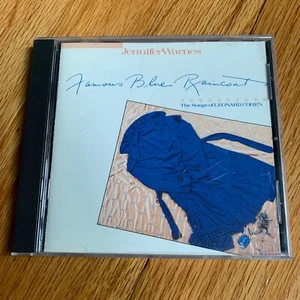 Jennifer Warnes
Famous Blue Raincoat
The Songs of LEONARD COHEN